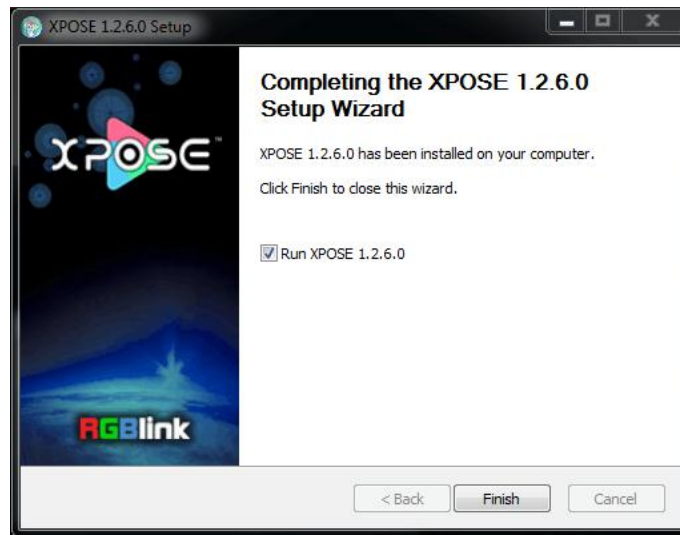 XPOSE 1.2.6.0 Setup
XPOSE™
RGBlink
Completing the XPOSE 1.2.6.0
Setup Wizard
XPOSE 1.2.6.0 has been installed on your computer.
Click Finish to close this wizard.
Run XPOSE 1.2.6.0
< Back
Finish
Cancel